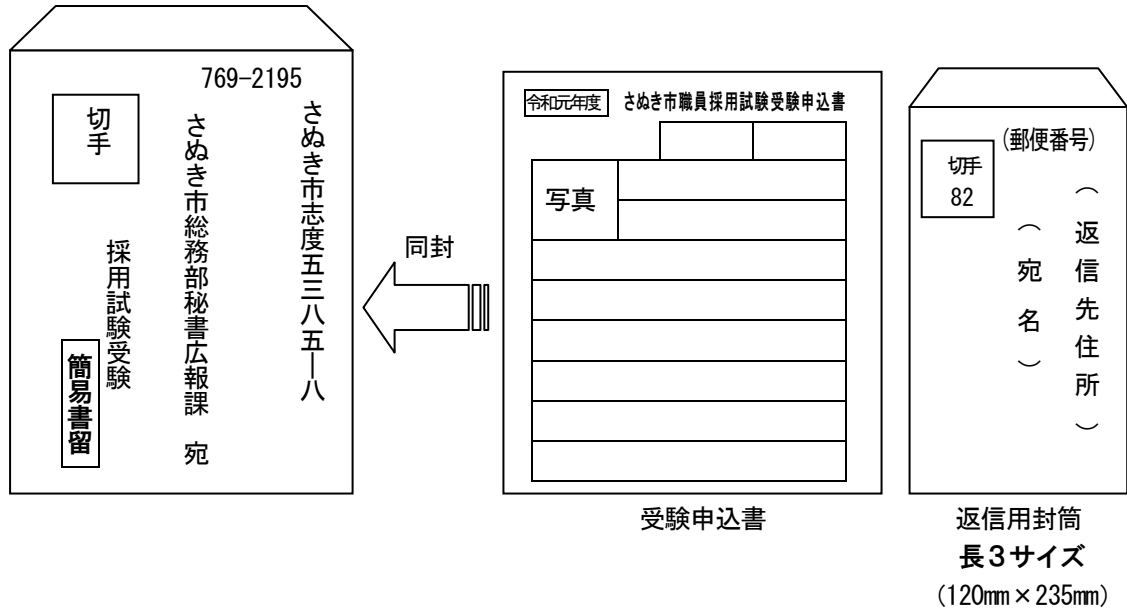 769−2195
さぬき市志度五三八五―八
さぬき市総務部秘書広報課 宛
切手
採用試験受験
簡易書留
同封
令和元年度 さぬき市職員採用試験受験申込書
写真
受験申込書
(郵便番号)
切手
82
(返信先住所)
(宛名)
返信用封筒
長3サイズ
(120mm×235mm)